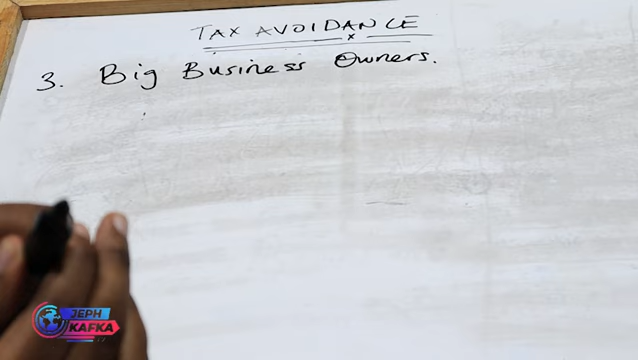 TAX AVOIDANCE
3. Big Business Owners.
JEPH
KAFKA